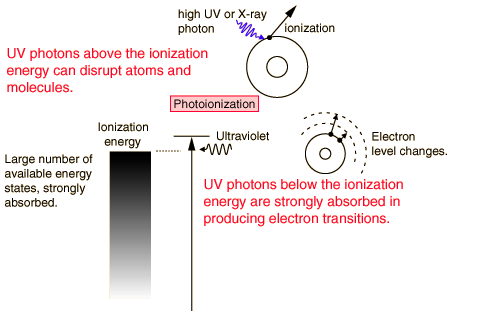 high UV or X-ray
photon
ionization
UV photons above the ionization
energy can disrupt atoms and
molecules.
Photoionization
Ionization
energy
Ultraviolet
Electron
level changes.
Large number of
available energy
states, strongly
absorbed.
UV photons below the ionization
energy are strongly absorbed in
producing electron transitions.